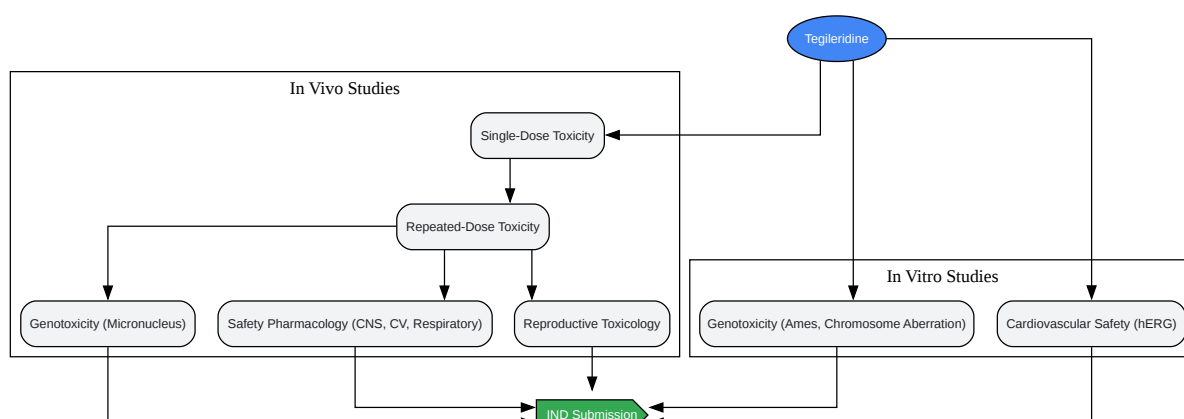 Tegileridine
In Vivo Studies
Single-Dose Toxicity
Repeated-Dose Toxicity
In Vitro Studies
Genotoxicity (Micronucleus)
Safety Pharmacology (CNS, CV, Respiratory)
Reproductive Toxicology
Genotoxicity (Ames, Chromosome Aberration)
Cardiovascular Safety (hERG)
IND Submission